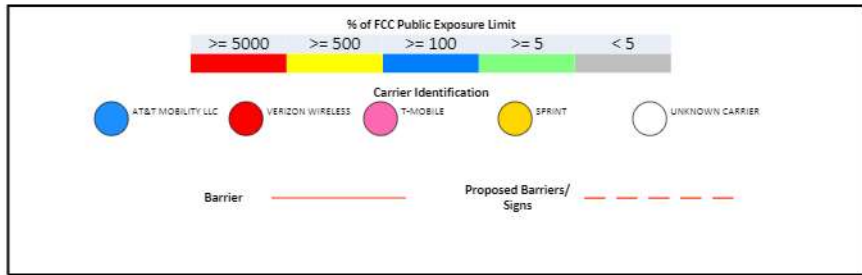 % of FCC Public Exposure Limit
>= 5000 >= 500 >= 100 >= 5 < 5
Carrier Identification
AT&T MOBILITY LLC VERIZON WIRELESS T-MOBILE SPRINT UNKNOWN CARRIER
Barrier Proposed Barriers/
Signs